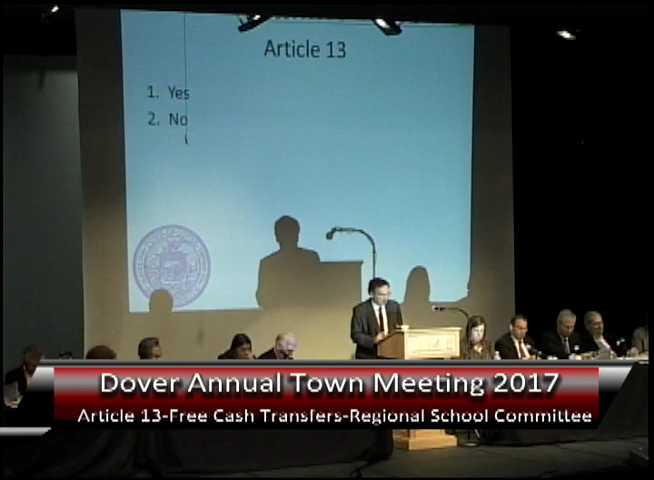 Article 13
1. Yes
2. No
Dover Annual Town Meeting 2017
Article 13-Free Cash Transfers-Regional School Committee